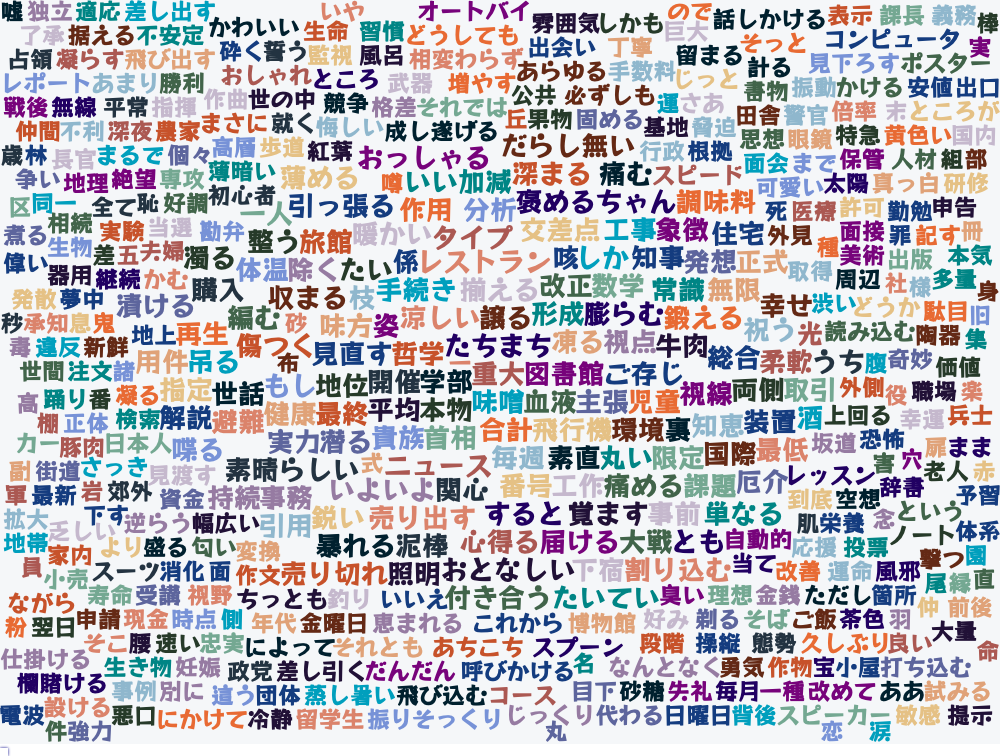 嘘 独立 適応 差し出す いや オートバイ 雰囲気 しかも ので 話しかける 表示 課長 義務 棒
了承 据える 不安定 かわいい 生命 習慣 どうしても 巨大 そっと コンピュータ 実
占領 凝らす 飛び出す 砕く 誓う 監視 風呂 相変わらず 出会い 丁寧 留まる 計る 見下ろす ポスター
レポート あまり 勝利 おしゃれ ところ 武器 増やす あらゆる 手数料 じっと 書物 振動 かける 安値 出口
戦後 無線 平常 指揮 作曲 世の中 競争 格差 それでは 公共 必ずしも 運 さあ 田舎 警官 倍率 末 ところが
仲間 不利 深夜 農家 まさに 就く 悔しい 成し遂げる 丘 果物 固める 基地 脅迫 思想 眼鏡 特急 黄色い 国内
歳 林 長官 まるで 個々 高層 歩道 紅葉 おっしゃる だらし無い 行政 根拠 面会 まで 保管 人材 組 部
争い 地理 絶望 専攻 薄暗い 薄める 噂 いい加減 深まる 痛む スピード 可愛い 太陽 真っ白 研修
区 同一 全て 恥 好調 初心者 一人 引っ張る 作用 分析 褒める ちゃん 調味料 死 医療 許可 勤勉 申告
煮る 相続 実験 当選 勘弁 整う 旅館 暖かい タイプ 交差点 工事 象徴 住宅 外見 種 面接 罪 記す 冊
偉い 生物 差 五 夫婦 濁る 体温 除く たい 係 レストラン 咳 しか 知事 発想 正式 取得 美術 出版 本気
器用 継続 かむ 購入 収まる 枝 手続き 揃える 改正 数学 常識 無限 周辺 社 様 多量 身
発散 夢中 漬ける 編む 砂 味方 姿 涼しい 譲る 形成 膨らむ 鍛える 幸せ 渋い どうか 駄目 旧
秒 承知 息 鬼 地上 再生 傷つく 祝う 光 読み込む 陶器 集
毒 違反 新鮮 用件 吊る 布 見直す 哲学 たちまち 凍る 視点 牛肉 総合 柔軟 うち 腹 奇妙 価値
世間 注文 諸 凝る 指定 世話 もし 地位 開催 学部 重大 図書館 ご存じ 視線 両側 取引 外側 役 職場 楽
高 踊り 番 棚 正体 検索 解説 避難 健康 最終 平均 本物 味噌 血液 主張 児童 知恵 装置 酒 上回る 幸運 兵士
カー 豚肉 日本人 喋る 実力 潜る 貴族 首相 合計 飛行機 環境 裏 国際 最低 坂道 恐怖 扉 まま
副 街道 さっき 見渡す 素晴らしい 式 ニュース 毎週 素直 丸い 限定 レッスン 書 穴 老人 赤
軍 最新 岩 郊外 資金 持続 事務 いよいよ 関心 番号 工作 痛める 課題 厄介 到底 空想 辞書 予習
拡大 乏しい 下す 逆らう 幅広い 引用 鋭い 売り出す すると 覚ます 事前 単なる 肌 栄養 念 という
地帯 家内 より 盛る 匂い 変換 暴れる 泥棒 心得る 届ける 大戦 とも 自動的 応援 投票 ノート 体系 撃つ 園
員 小売 スーツ 消化 面 作文 売り切れ 照明 おとなしい 下宿 割り込む 当て 改善 運命 風邪 尾 緑 直
ながら 寿命 受講 視野 ちっとも 釣り いいえ 付き合う たいてい 臭い 理想 金銭 ただし 箇所 仲 前後
粉 翌日 申請 現金 時点 側 年代 金曜日 恵まれる これから 博物館 好み 剃る そば ご飯 茶色 羽 大量
そこ 腰 速い 忠実 によって それとも あちこち スプーン 段階 操縦 態勢 久しぶり 良い 命
仕掛ける 生き物 妊娠 政党 差し引く だんだん 呼びかける 名 なんとなく 勇気 作物 宝 小屋 打ち込む
欄 賭ける 事例 別に 違う 団体 蒸し暑い 飛び込む コース 目下 砂糖 失礼 毎月 一種 改めて ああ 試みる
電波 設ける 悪口 にかけて 冷静 留学生 振り そっくり じっくり 代わる 日曜日 背後 スピーカー 敏感 提示
件 強力 丸 恋 涙